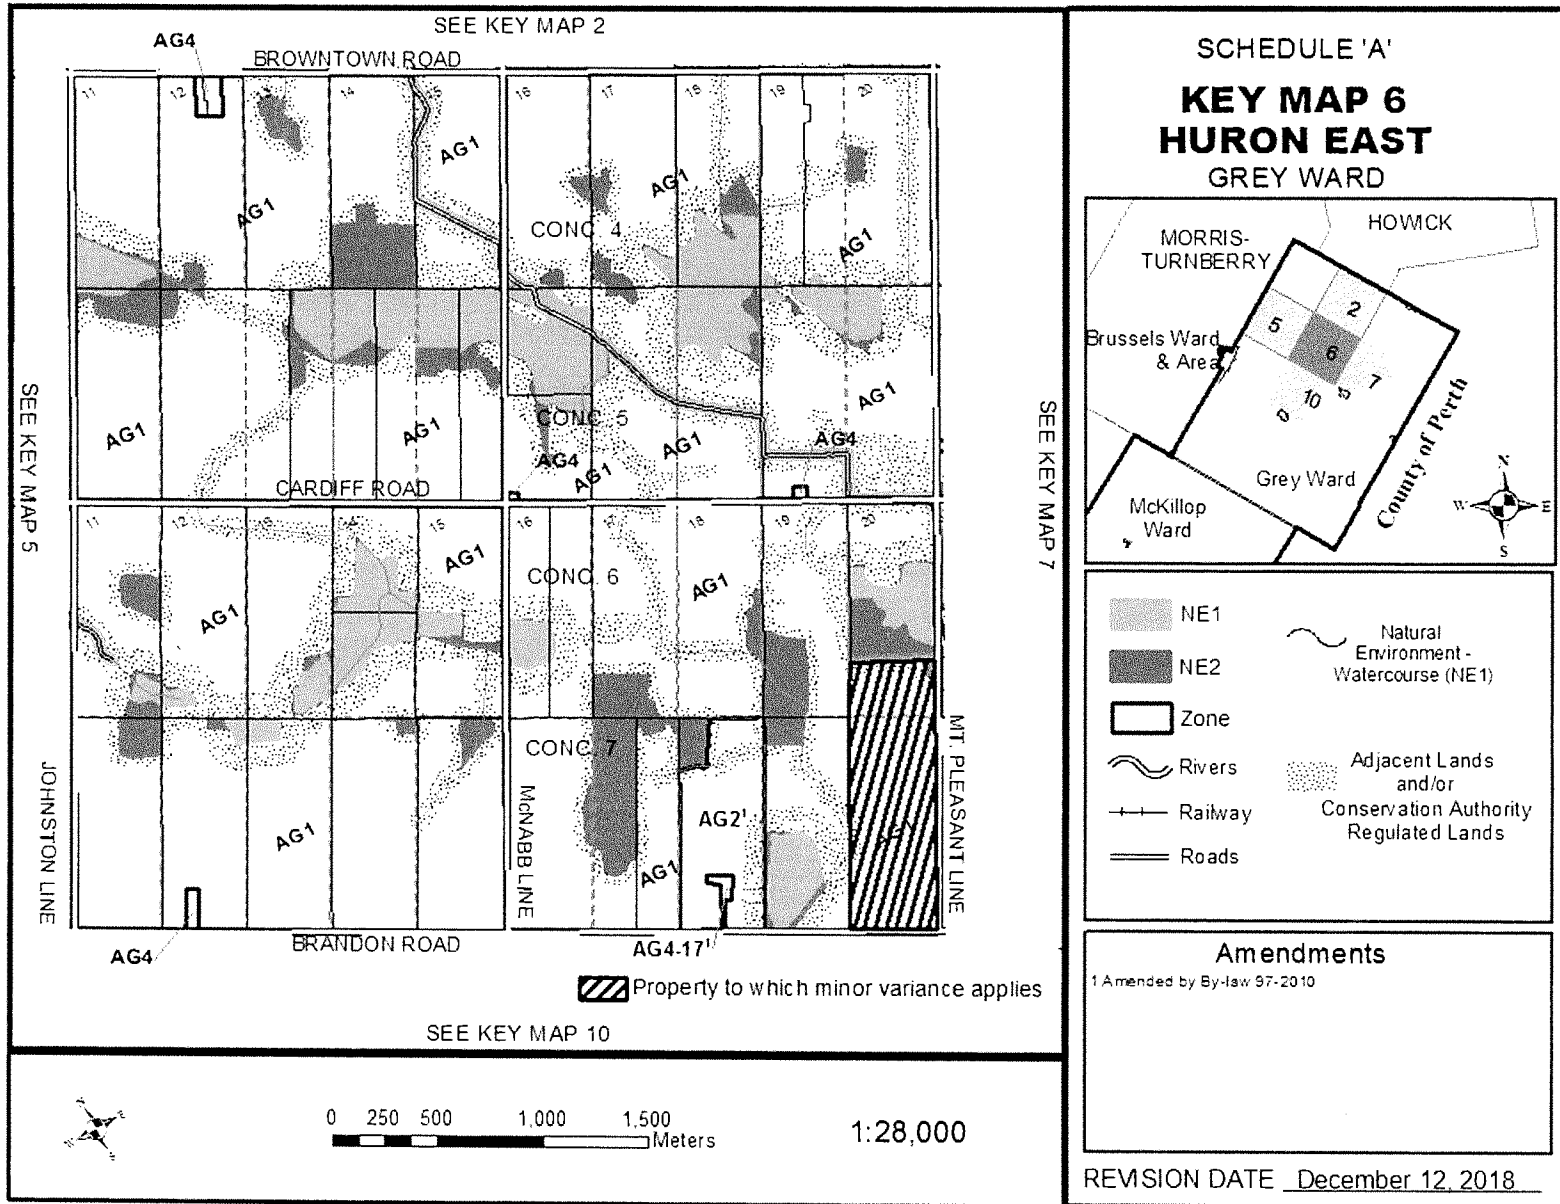 SEE KEY MAP 2
AG4
BROWNTOWN ROAD
11
12
13
14
15
16
17
18
19
20
AG1
AG1
AG1
AG1
CONC. 4
SEE KEY MAP 5
AG1
AG1
CONC. 5
AG4
AG1
AG1
AG4
AG1
SEE KEY MAP 7
CARDIFF ROAD
11
12
13
14
15
16
17
18
19
20
AG1
AG1
CONC. 6
AG1
CONC. 7
AG1
AG2¹
AG1
JOHNSTON LINE
McNABB LINE
MT. PLEASANT LINE
AG4
BRANDON ROAD
AG4-17¹
Property to which minor variance applies
SEE KEY MAP 10
0 250 500 1,000 1,500
Meters
1:28,000
SCHEDULE 'A'
KEY MAP 6
HURON EAST
GREY WARD
HOWICK
MORRIS-
TURNBERRY
2
5
6
7
10
Brussels Ward
& Area
County of Perth
Grey Ward
McKillop
Ward
N
W
E
S
NE1
NE2
Zone
Rivers
Railway
Roads
Natural
Environment -
Watercourse (NE1)
Adjacent Lands
and/or
Conservation Authority
Regulated Lands
Amendments
1 Amended by By-law 97-2010
REVISION DATE December 12, 2018